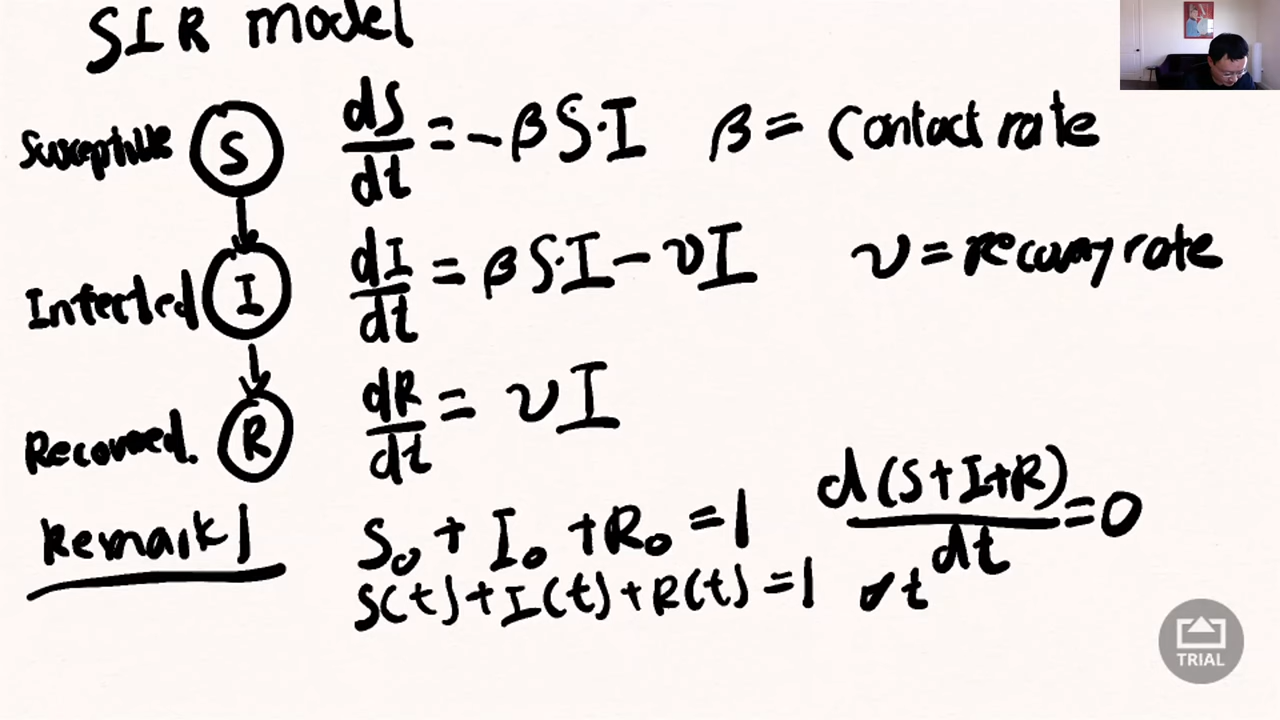 SIR model
Susceptible S dS/dt = -βS·I β = Contact rate
Infected I dI/dt = βS·I - νI ν = recovery rate
Recovered. R dR/dt = νI
Remark 1 S₀ + I₀ + R₀ = 1 d(S+I+R)/dt = 0
S(t) + I(t) + R(t) = 1 ∀t
TRIAL